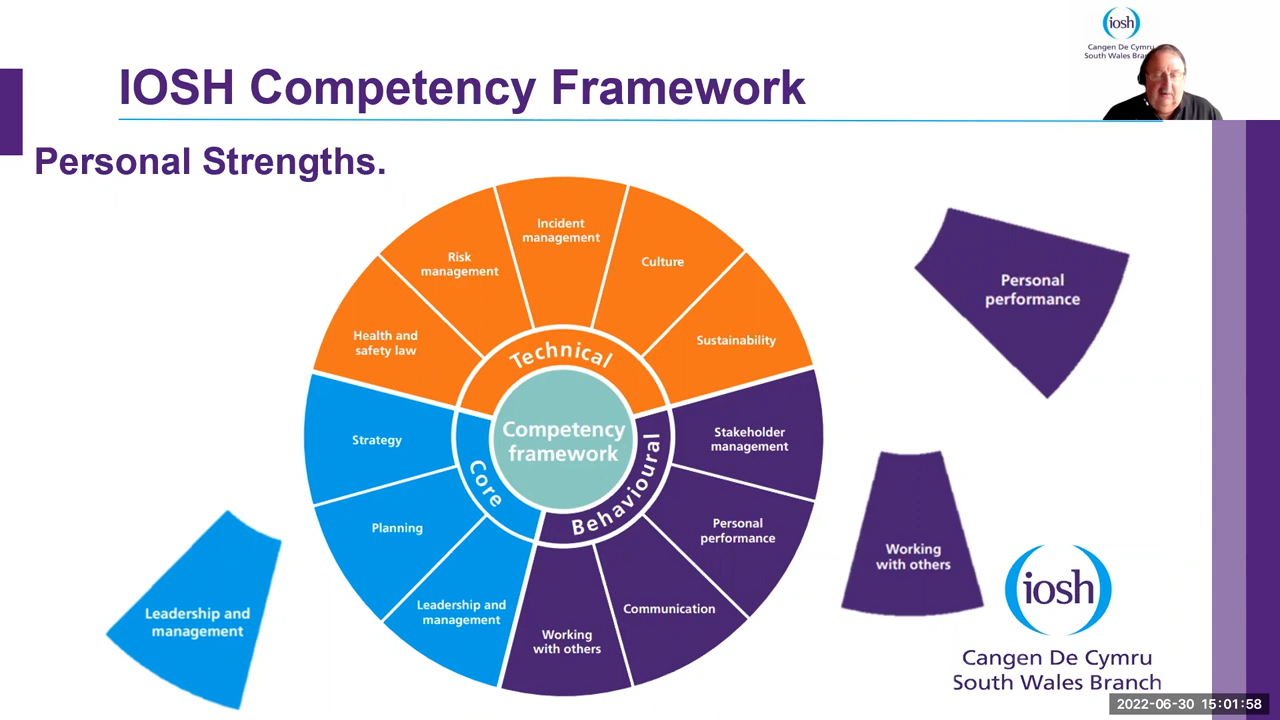 iosh
Cangen De Cymru
South Wales
IOSH Competency Framework
Personal Strengths.
Incident
management
Risk
management
Culture
Health and
safety law
Sustainability
Technical
Strategy
Competency
framework
Stakeholder
management
Core
Behavioural
Planning
Personal
performance
Leadership and
management
Communication
Working
with others
Personal
performance
Working
with others
Leadership and
management
iosh
Cangen De Cymru
South Wales Branch
2022-06-30 15:01:58